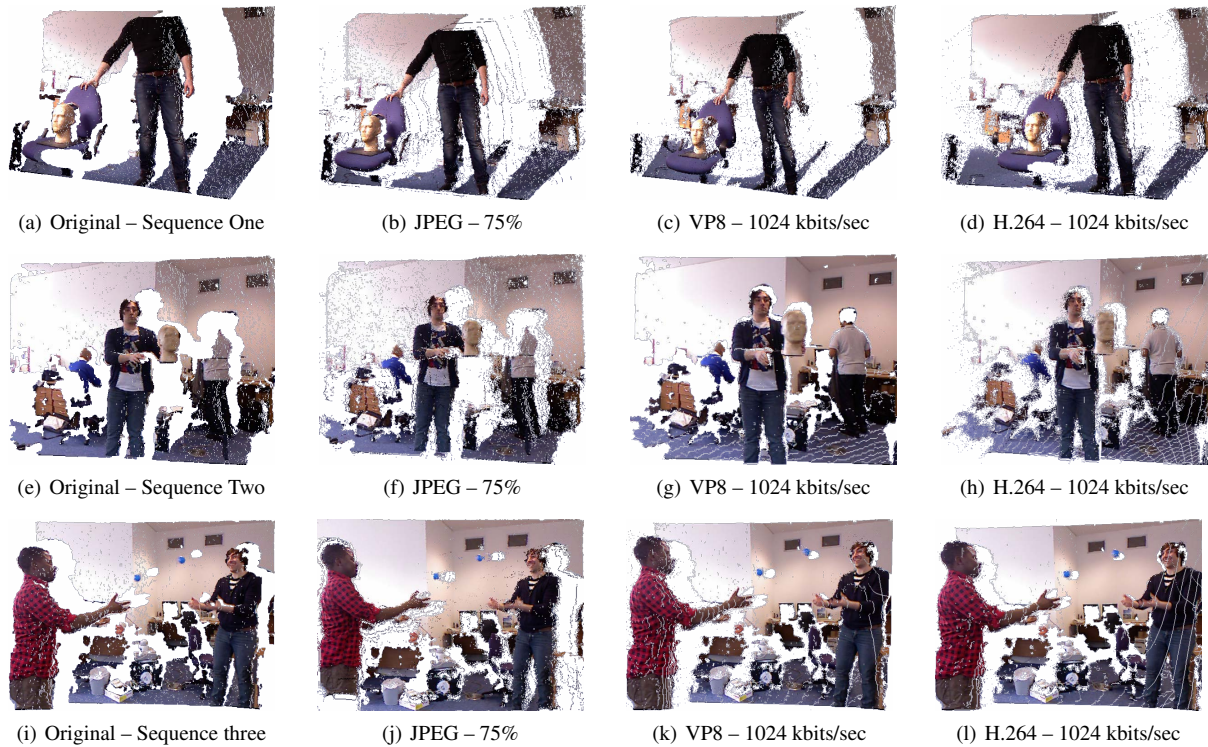 (a) Original – Sequence One
(b) JPEG – 75%
(c) VP8 – 1024 kbits/sec
(d) H.264 – 1024 kbits/sec
(e) Original – Sequence Two
(f) JPEG – 75%
(g) VP8 – 1024 kbits/sec
(h) H.264 – 1024 kbits/sec
(i) Original – Sequence three
(j) JPEG – 75%
(k) VP8 – 1024 kbits/sec
(l) H.264 – 1024 kbits/sec